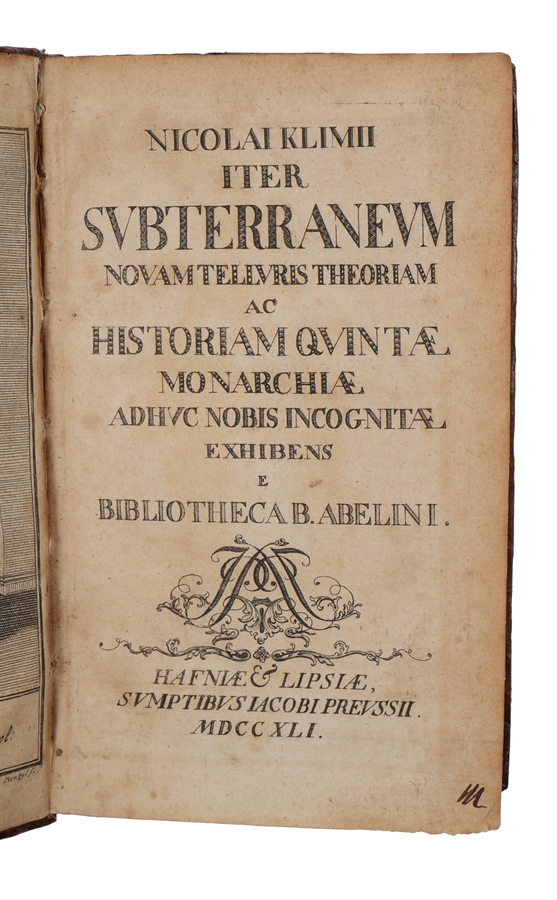 NICOLAI KLIMII
ITER
SVBTERRANEVM
NOVAM TELLVRIS THEORIAM
AC
HISTORIAM QVINTÆ
MONARCHIÆ
ADHVC NOBIS INCOGNITÆ
EXHIBENS
E
BIBLIOTHECA B. ABELINI.
HAFNIÆ & LIPSIÆ,
SVMPTIBVS IACOBI PREVSSII.
MDCCXLI.